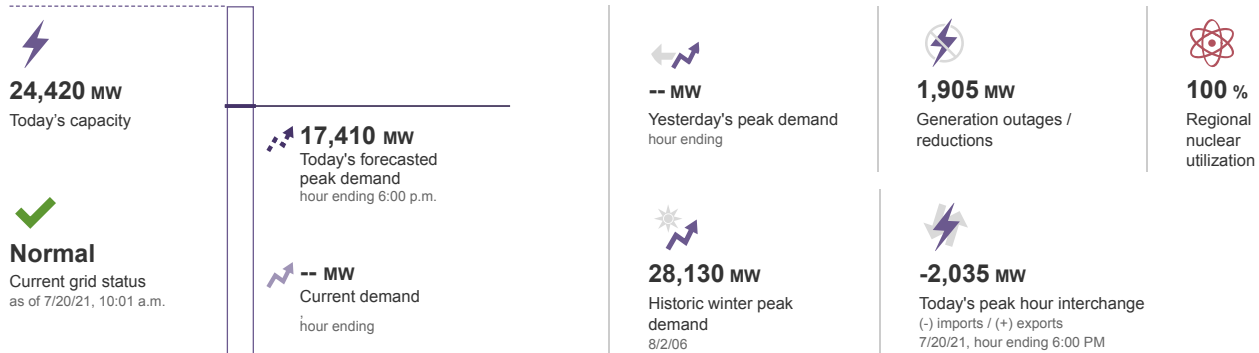 24,420 MW
Today's capacity
17,410 MW
Today's forecasted
peak demand
hour ending 6:00 p.m.
Normal
Current grid status
as of 7/20/21, 10:01 a.m.
-- MW
Current demand
,
hour ending
-- MW
Yesterday's peak demand
hour ending
1,905 MW
Generation outages /
reductions
100 %
Regional
nuclear
utilization
28,130 MW
Historic winter peak
demand
8/2/06
-2,035 MW
Today's peak hour interchange
(-) imports / (+) exports
7/20/21, hour ending 6:00 PM